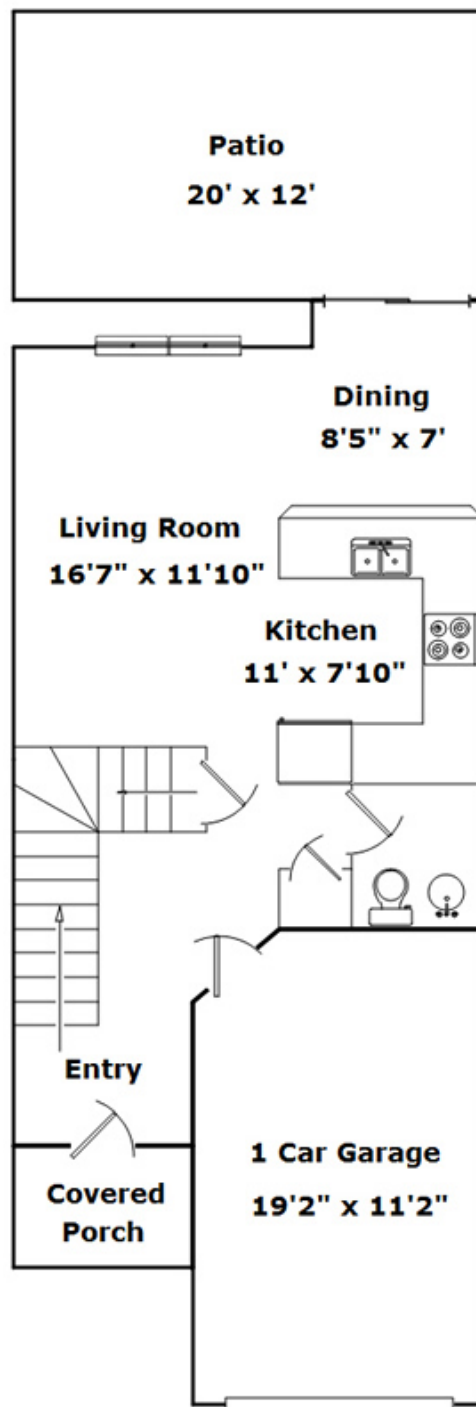 Patio
20' x 12'
Dining
8'5" x 7'
Living Room
16'7" x 11'10"
Kitchen
11' x 7'10"
Entry
Covered
Porch
1 Car Garage
19'2" x 11'2"